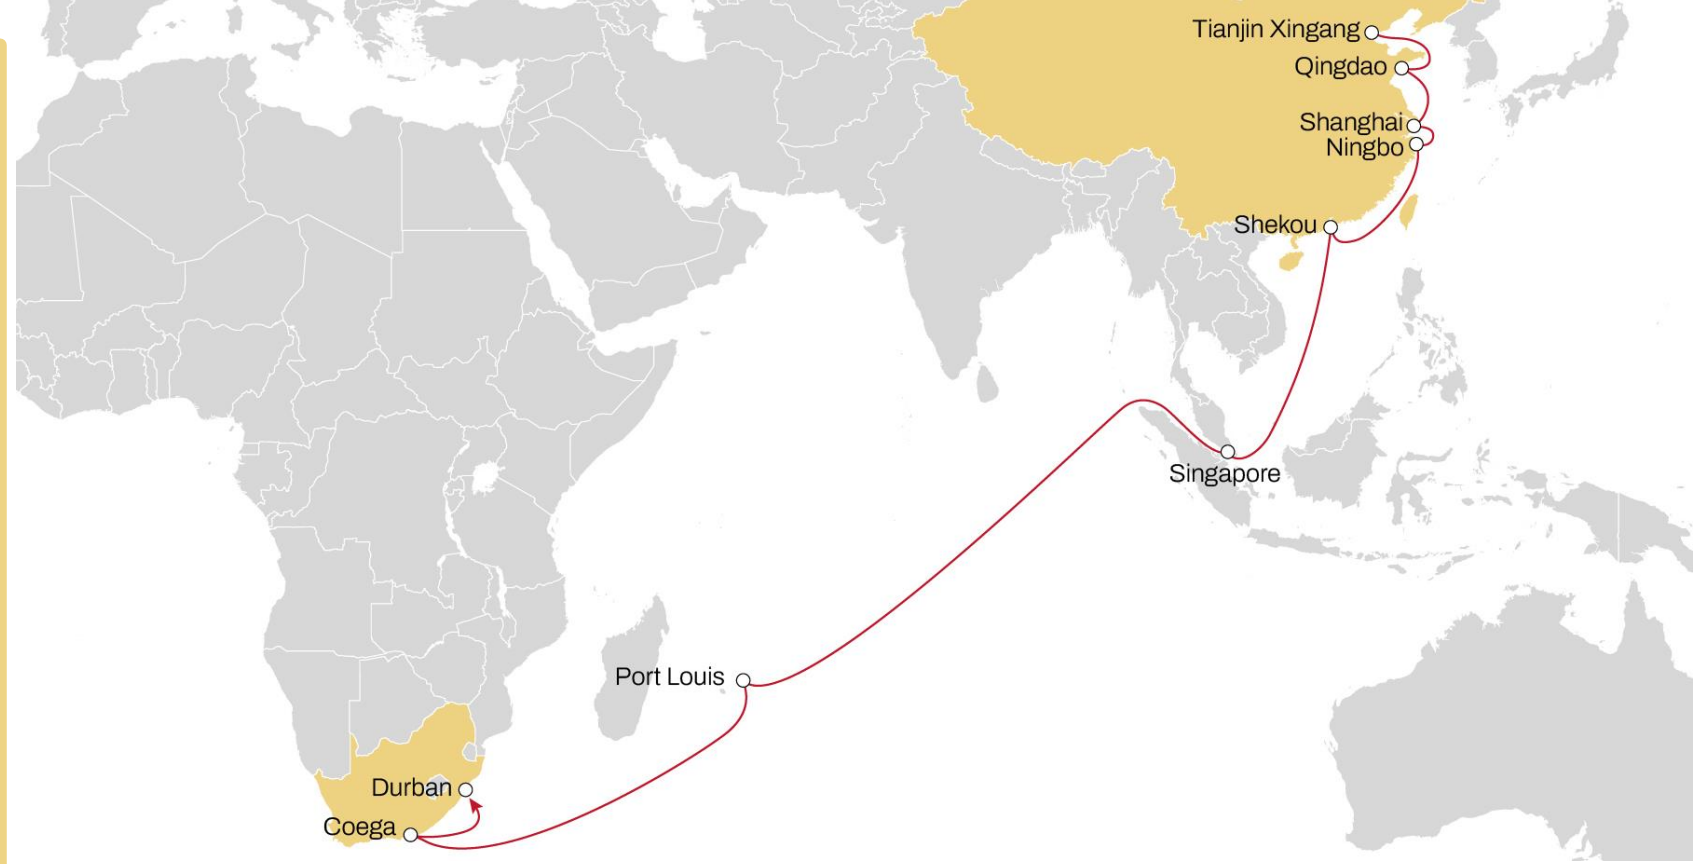 Tianjin Xingang
Qingdao
Shanghai
Ningbo
Shekou
Singapore
Port Louis
Durban
Coega